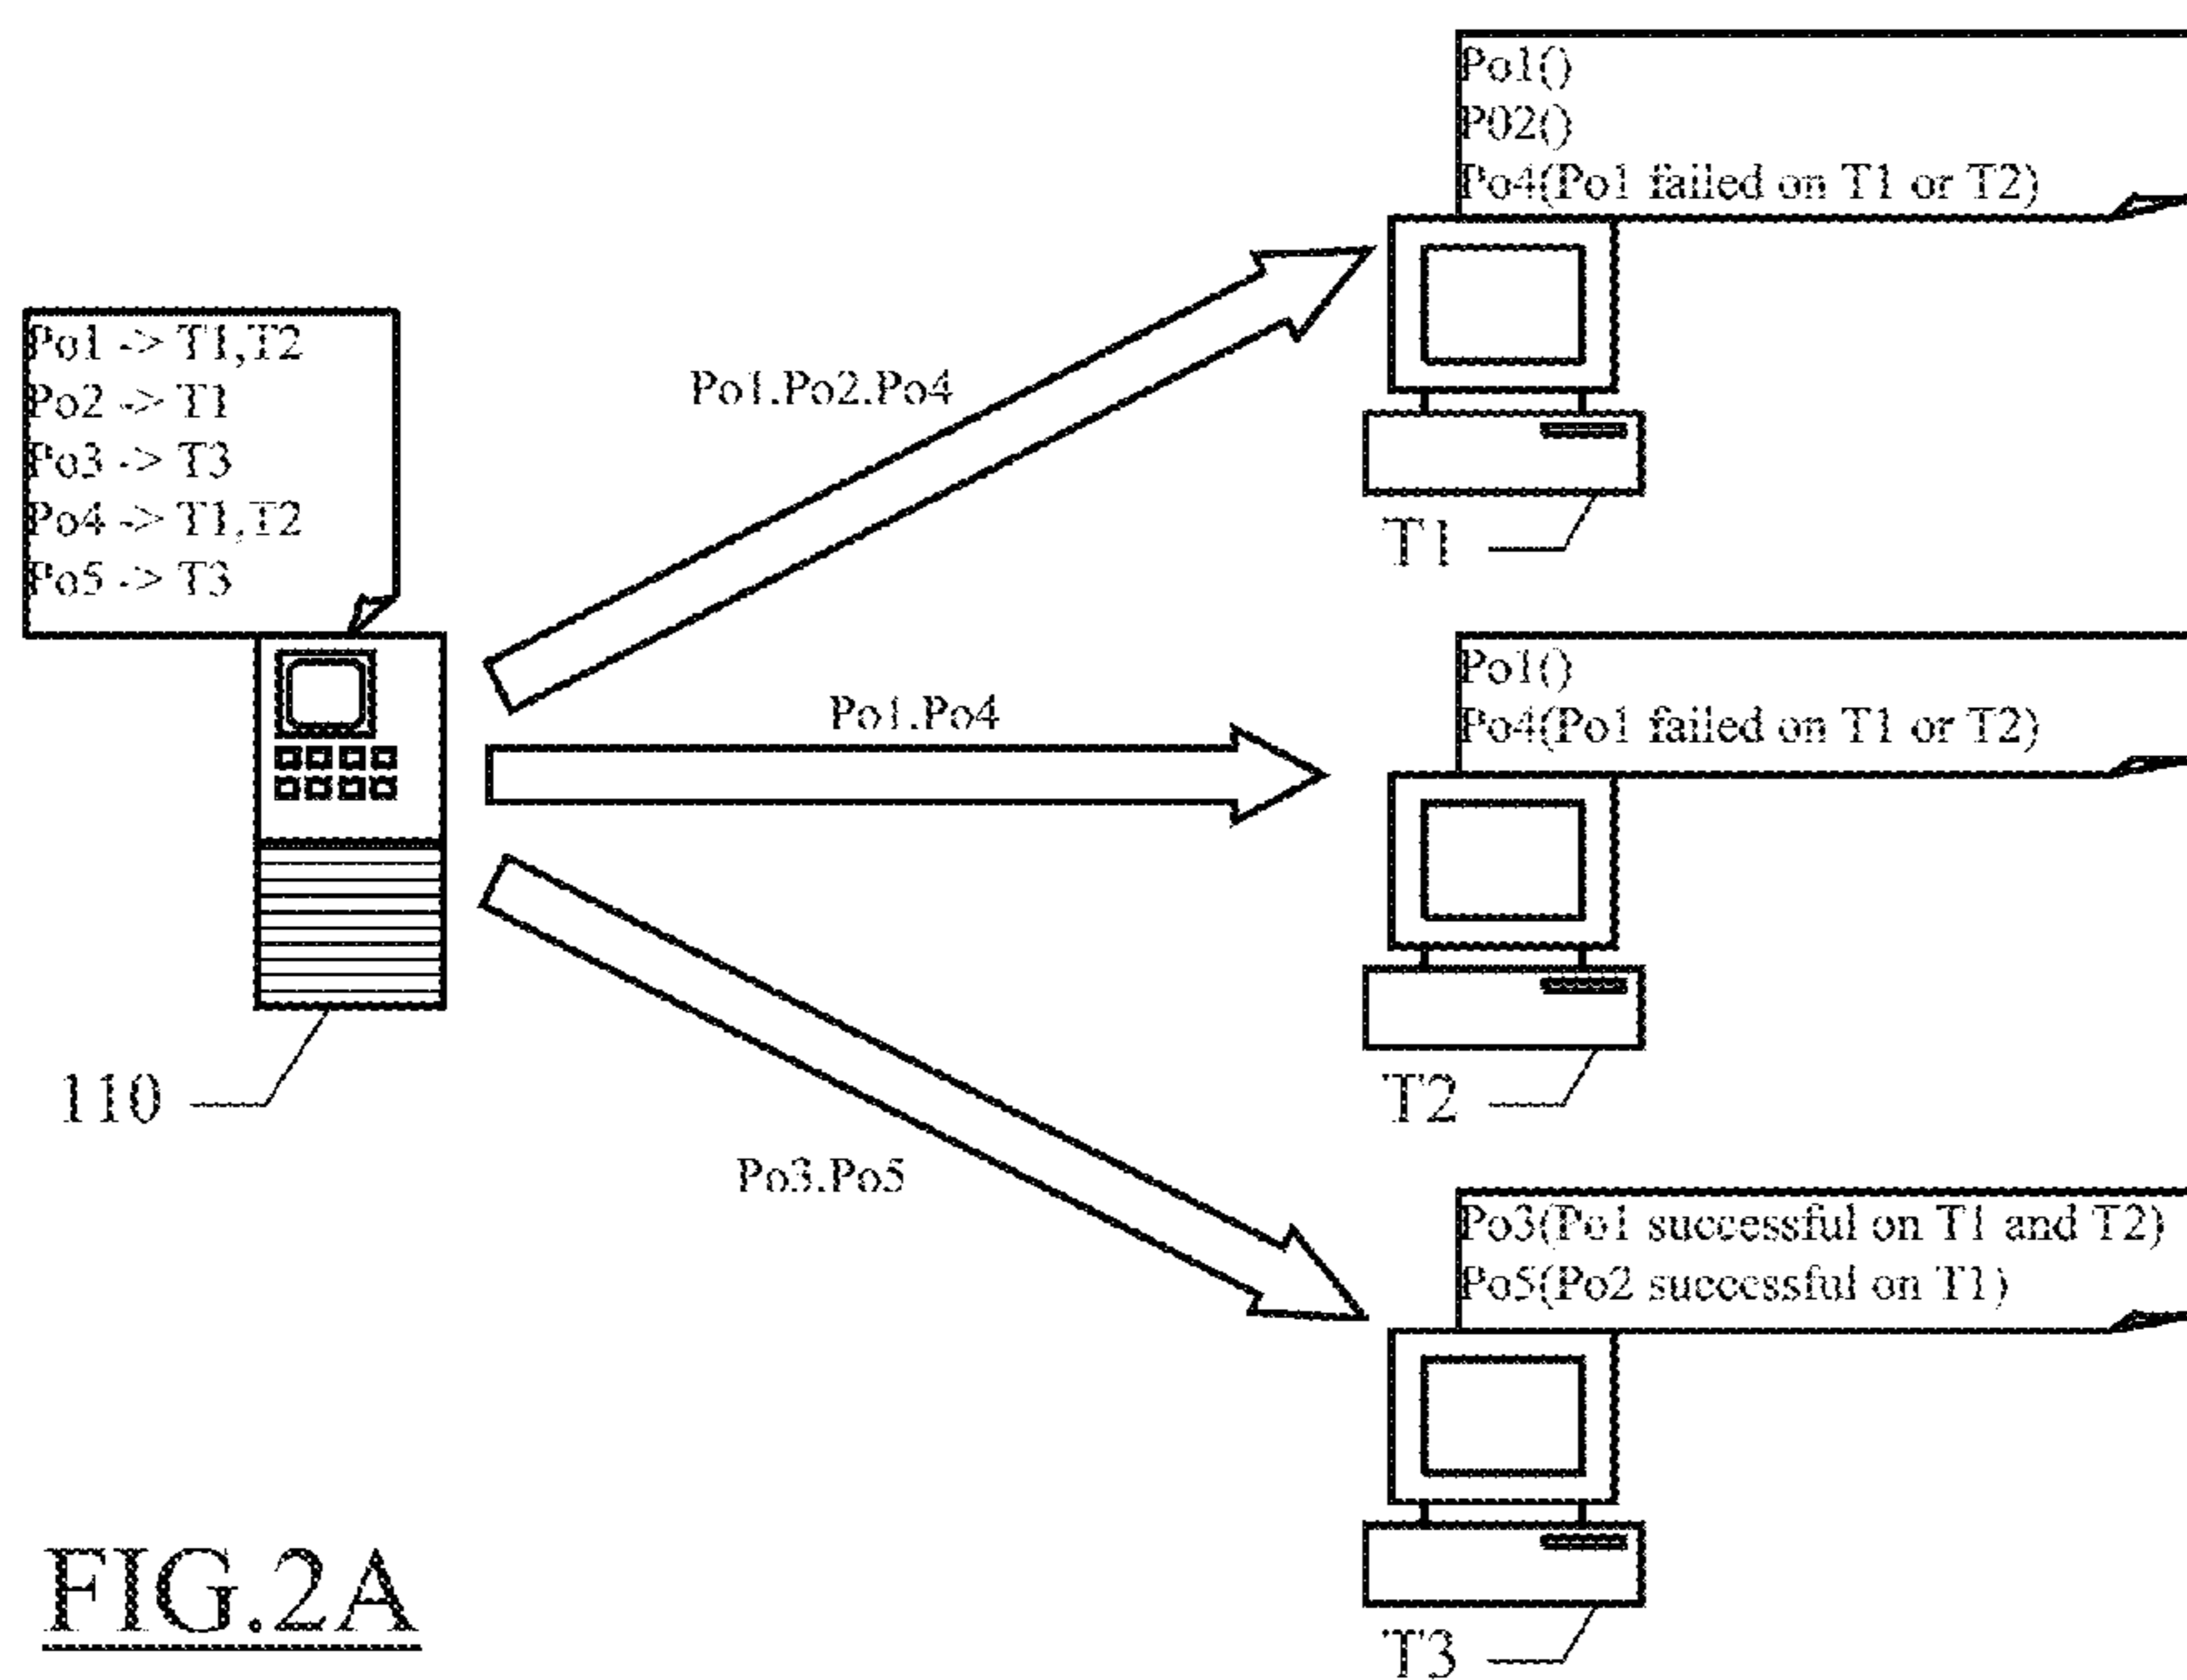 Po1()
P02()
Po4(Po1 failed on T1 or T2)
Po1 -> T1,T2
Po2 -> T1
Po3 -> T3
Po4 -> T1,T2
Po5 -> T3
Po1.Po2.Po4
T1
Po1()
Po4(Po1 failed on T1 or T2)
Po1.Po4
110
T2
Po3.Po5
Po3(Po1 successful on T1 and T2)
Po5(Po2 successful on T1)
T3
FIG.2A